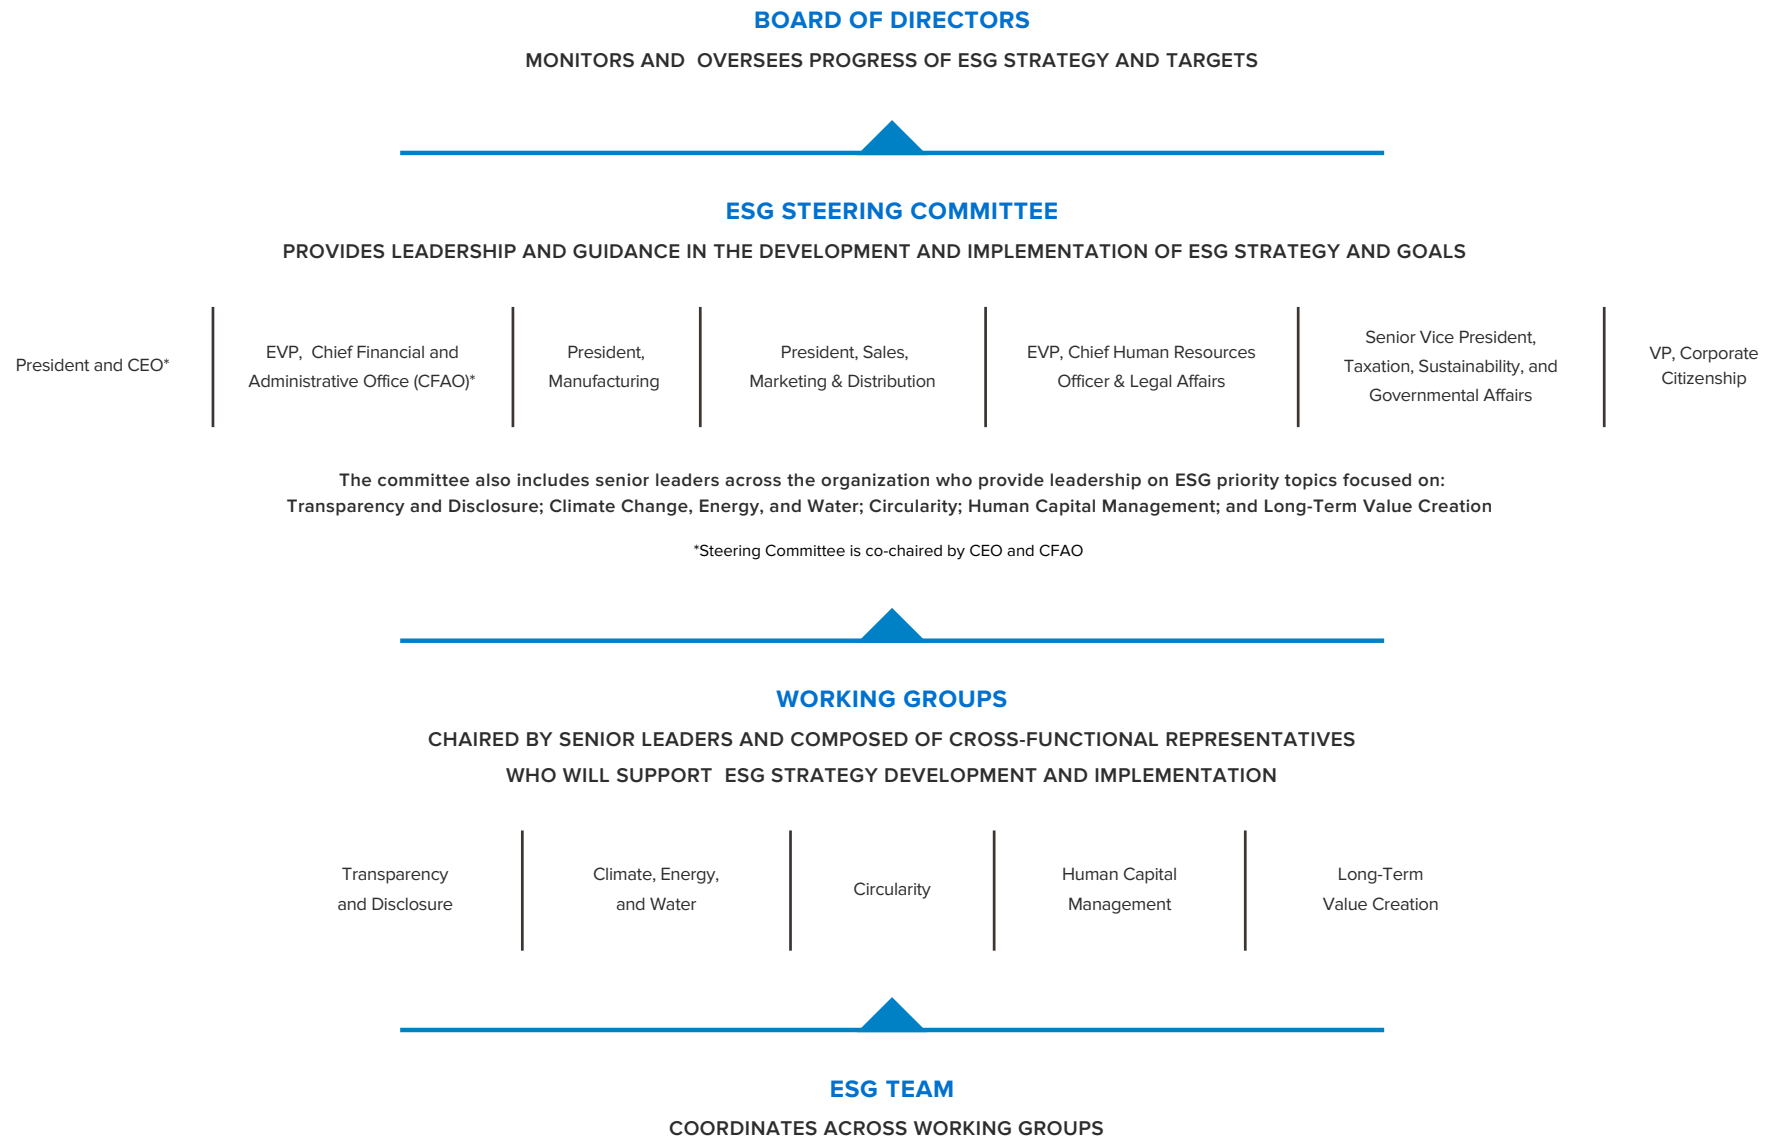 BOARD OF DIRECTORS
MONITORS AND OVERSEES PROGRESS OF ESG STRATEGY AND TARGETS
ESG STEERING COMMITTEE
PROVIDES LEADERSHIP AND GUIDANCE IN THE DEVELOPMENT AND IMPLEMENTATION OF ESG STRATEGY AND GOALS
President and CEO*
EVP, Chief Financial and
Administrative Office (CFAO)*
President,
Manufacturing
President, Sales,
Marketing & Distribution
EVP, Chief Human Resources
Officer & Legal Affairs
Senior Vice President,
Taxation, Sustainability, and
Governmental Affairs
VP, Corporate
Citizenship
The committee also includes senior leaders across the organization who provide leadership on ESG priority topics focused on:
Transparency and Disclosure; Climate Change, Energy, and Water; Circularity; Human Capital Management; and Long-Term Value Creation
*Steering Committee is co-chaired by CEO and CFAO
WORKING GROUPS
CHAIRED BY SENIOR LEADERS AND COMPOSED OF CROSS-FUNCTIONAL REPRESENTATIVES
WHO WILL SUPPORT ESG STRATEGY DEVELOPMENT AND IMPLEMENTATION
Transparency
and Disclosure
Climate, Energy,
and Water
Circularity
Human Capital
Management
Long-Term
Value Creation
ESG TEAM
COORDINATES ACROSS WORKING GROUPS